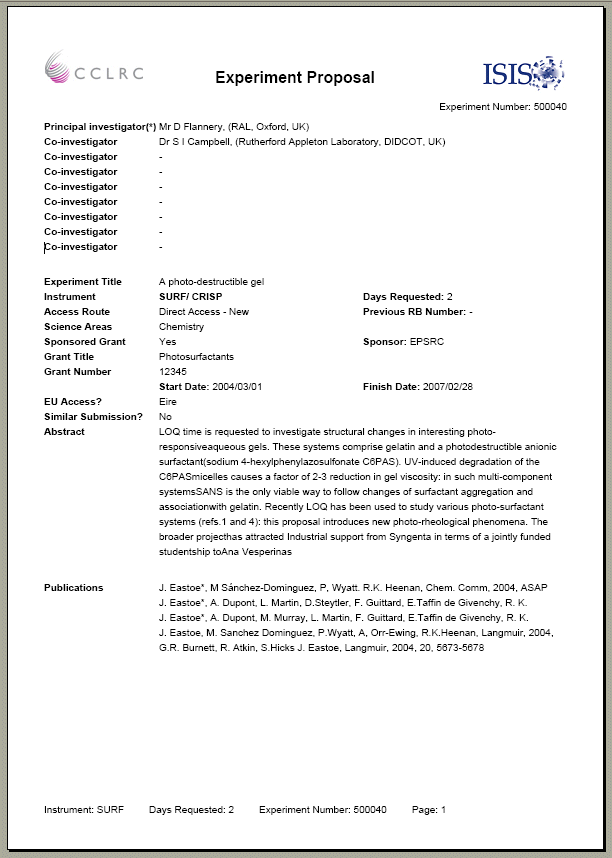 CCLRC
Experiment Proposal
ISIS
Experiment Number: 500040
Principal investigator(*) Mr D Flannery, (RAL, Oxford, UK)
Co-investigator Dr S I Campbell, (Rutherford Appleton Laboratory, DIDCOT, UK)
Co-investigator -
Co-investigator -
Co-investigator -
Co-investigator -
Co-investigator -
Co-investigator -
Co-investigator -
Experiment Title A photo-destructible gel
Instrument SURF/ CRISP Days Requested: 2
Access Route Direct Access - New Previous RB Number: -
Science Areas Chemistry
Sponsored Grant Yes Sponsor: EPSRC
Grant Title Photosurfactants
Grant Number 12345
Start Date: 2004/03/01 Finish Date: 2007/02/28
EU Access? Eire
Similar Submission? No
Abstract LOQ time is requested to investigate structural changes in interesting photo-
responsiveaqueous gels. These systems comprise gelatin and a photodestructible anionic
surfactant(sodium 4-hexylphenylazosulfonate C6PAS). UV-induced degradation of the
C6PASmicelles causes a factor of 2-3 reduction in gel viscosity: in such multi-component
systemsSANS is the only viable way to follow changes of surfactant aggregation and
associationwith gelatin. Recently LOQ has been used to study various photo-surfactant
systems (refs.1 and 4): this proposal introduces new photo-rheological phenomena. The
broader projecthas attracted Industrial support from Syngenta in terms of a jointly funded
studentship toAna Vesperinas
Publications J. Eastoe*, M Sánchez-Dominguez, P, Wyatt. R.K. Heenan, Chem. Comm, 2004, ASAP
J. Eastoe*, A. Dupont, L. Martin, D.Steytler, F. Guittard, E.Taffin de Givenchy, R. K.
J. Eastoe*, A. Dupont, M. Murray, L. Martin, F. Guittard, E.Taffin de Givenchy, R. K.
J. Eastoe, M. Sanchez Dominguez, P.Wyatt, A, Orr-Ewing, R.K.Heenan, Langmuir, 2004,
G.R. Burnett, R. Atkin, S.Hicks J. Eastoe, Langmuir, 2004, 20, 5673-5678
Instrument: SURF Days Requested: 2 Experiment Number: 500040 Page: 1